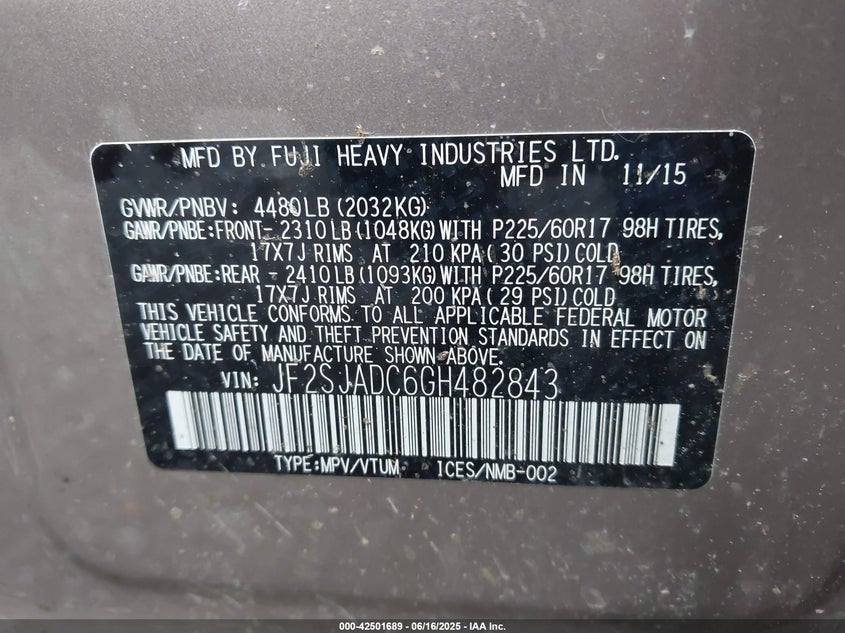 MFD BY FUJI HEAVY INDUSTRIES LTD.
MFD IN 11/15
GVWR/PNBV: 4480LB(2032KG)
GAWR/PNBE:FRONT- 2310LB(1048KG)WITH P225/60R17 98H TIRES,
17X7J RIMS AT 210 KPA( 30 PSI)COLD
GAWR/PNBE:REAR - 2410LB(1093KG)WITH P225/60R17 98H TIRES,
17X7J RIMS AT 200 KPA( 29 PSI)COLD
THIS VEHICLE CONFORMS TO ALL APPLICABLE FEDERAL MOTOR
VEHICLE SAFETY AND THEFT PREVENTION STANDARDS IN EFFECT ON
THE DATE OF MANUFACTURE SHOWN ABOVE.
VIN: JF2SJADC6GH482843
TYPE:MPV/VTUM ICES/NMB-002
000-42501689 - 06/16/2025 - IAA Inc.